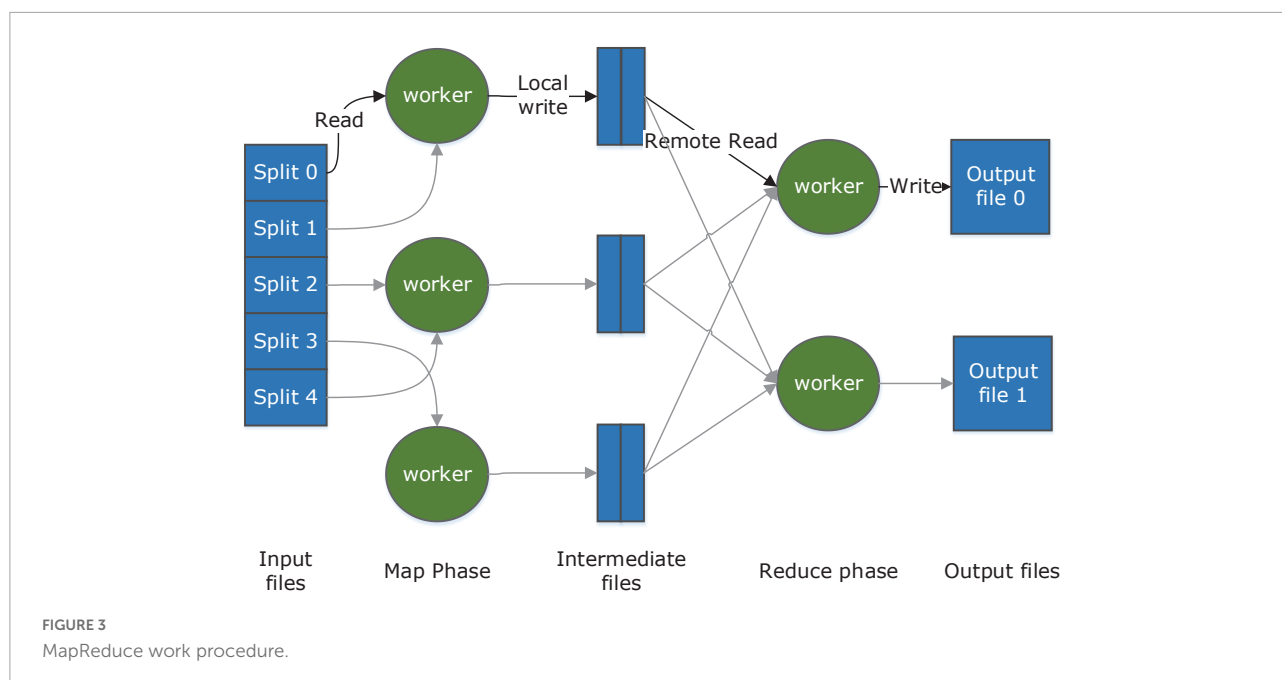 Read
worker
Local
write
Remote Read
Split 0
Split 1
Split 2
Split 3
Split 4
worker
worker
worker
Write
Output
file 0
worker
Output
file 1
Input
files
Map Phase
Intermediate
files
Reduce phase
Output files
FIGURE 3
MapReduce work procedure.